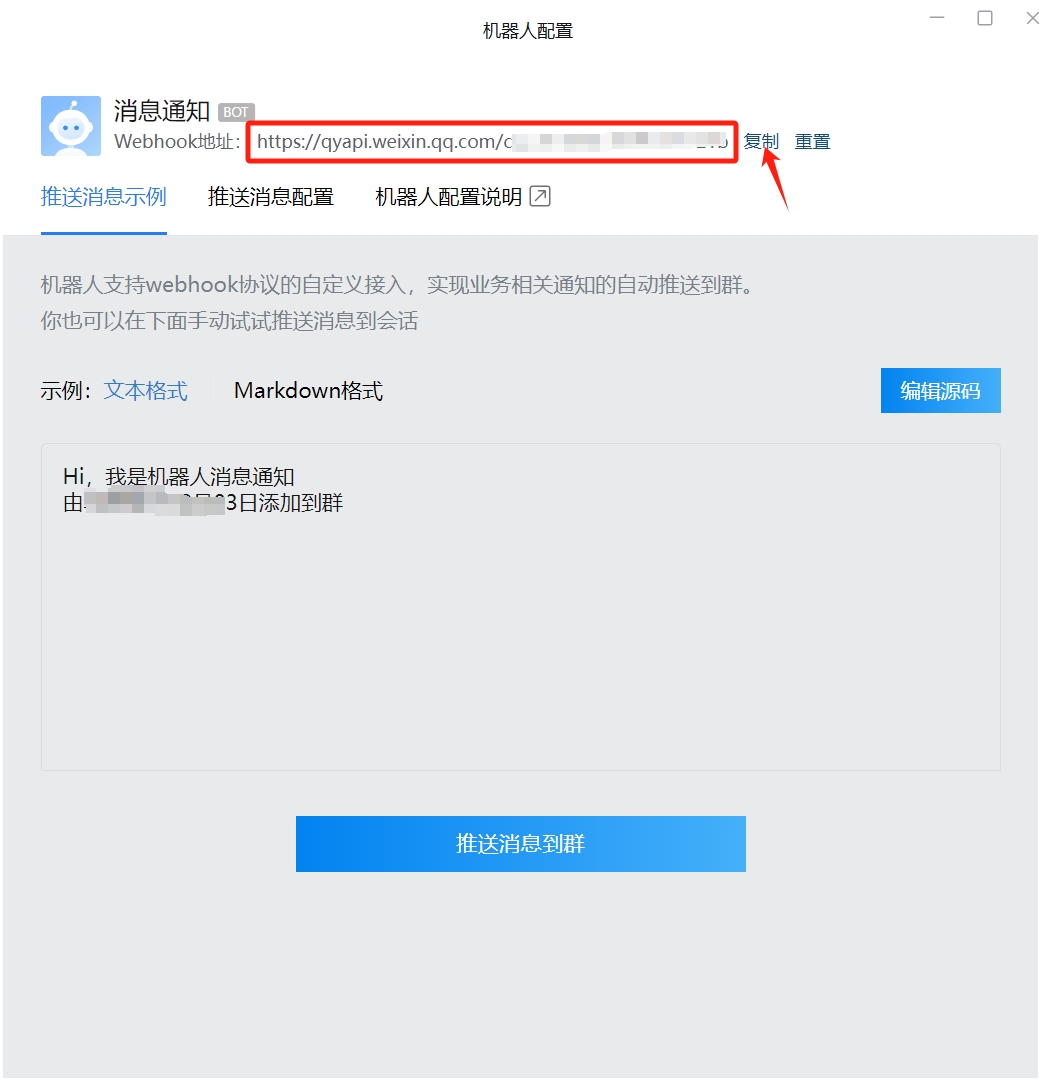 机器人配置
消息通知 BOT
Webhook地址: https://qyapi.weixin.qq.com/c 复制 重置
推送消息示例 推送消息配置 机器人配置说明
机器人支持webhook协议的自定义接入，实现业务相关通知的自动推送到群。
你也可以在下面手动试试推送消息到会话
示例： 文本格式 Markdown格式 编辑源码
Hi，我是机器人消息通知
由 3日添加到群
推送消息到群